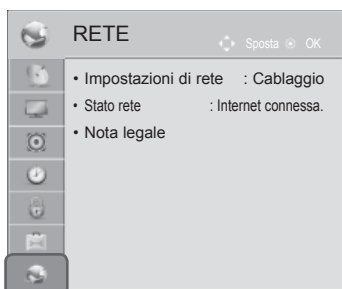 RETE
Sposta OK
• Impostazioni di rete : Cablaggio
• Stato rete : Internet connessa.
• Nota legale